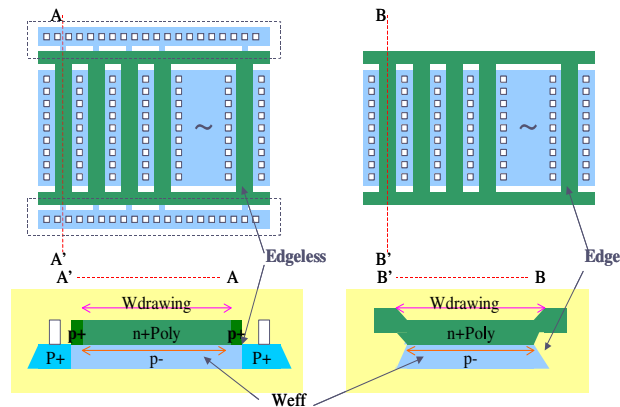 A B
~ ~
A' B'
Edgeless Edge
A' A B' B
Wdrawing Wdrawing
p+ n+Poly p+ n+Poly
P+ p- P+ p-
Weff